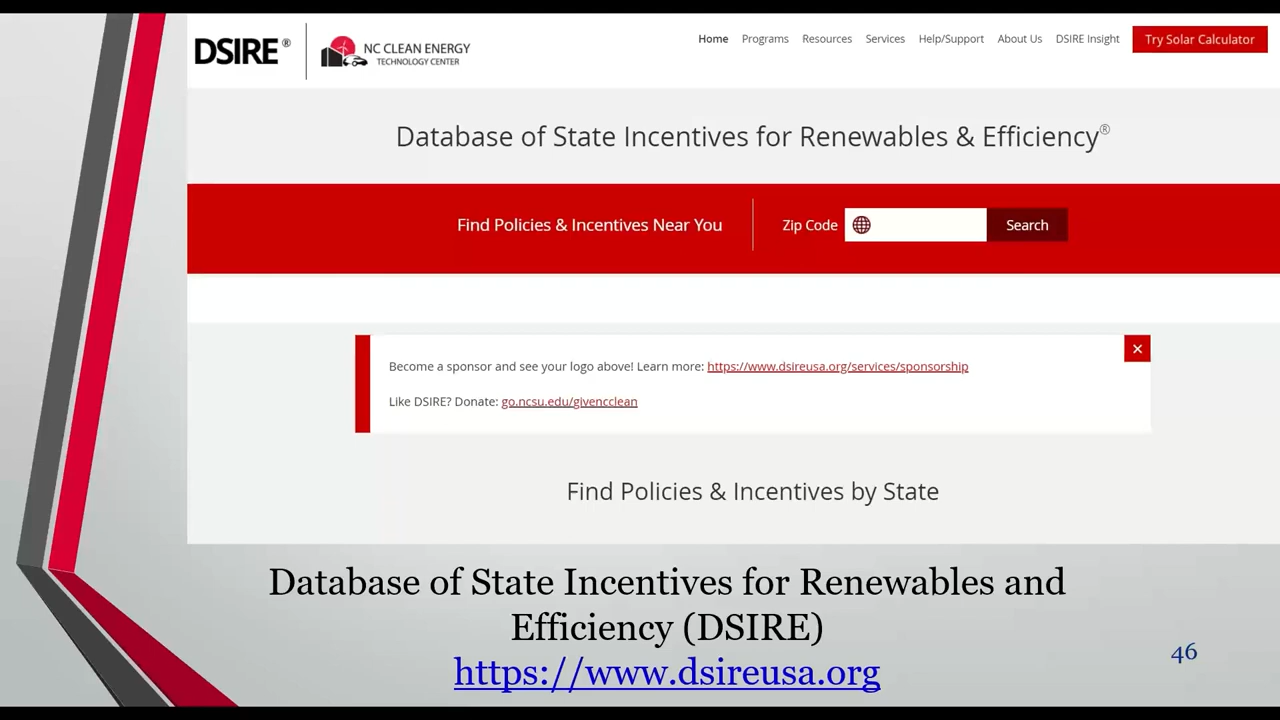 DSIRE®
NC CLEAN ENERGY
TECHNOLOGY CENTER
Home Programs Resources Services Help/Support About Us DSIRE Insight Try Solar Calculator
Database of State Incentives for Renewables & Efficiency®
Find Policies & Incentives Near You Zip Code Search
Become a sponsor and see your logo above! Learn more: https://www.dsireusa.org/services/sponsorship
Like DSIRE? Donate: go.ncsu.edu/givencclean
Find Policies & Incentives by State
Database of State Incentives for Renewables and
Efficiency (DSIRE)
https://www.dsireusa.org
46